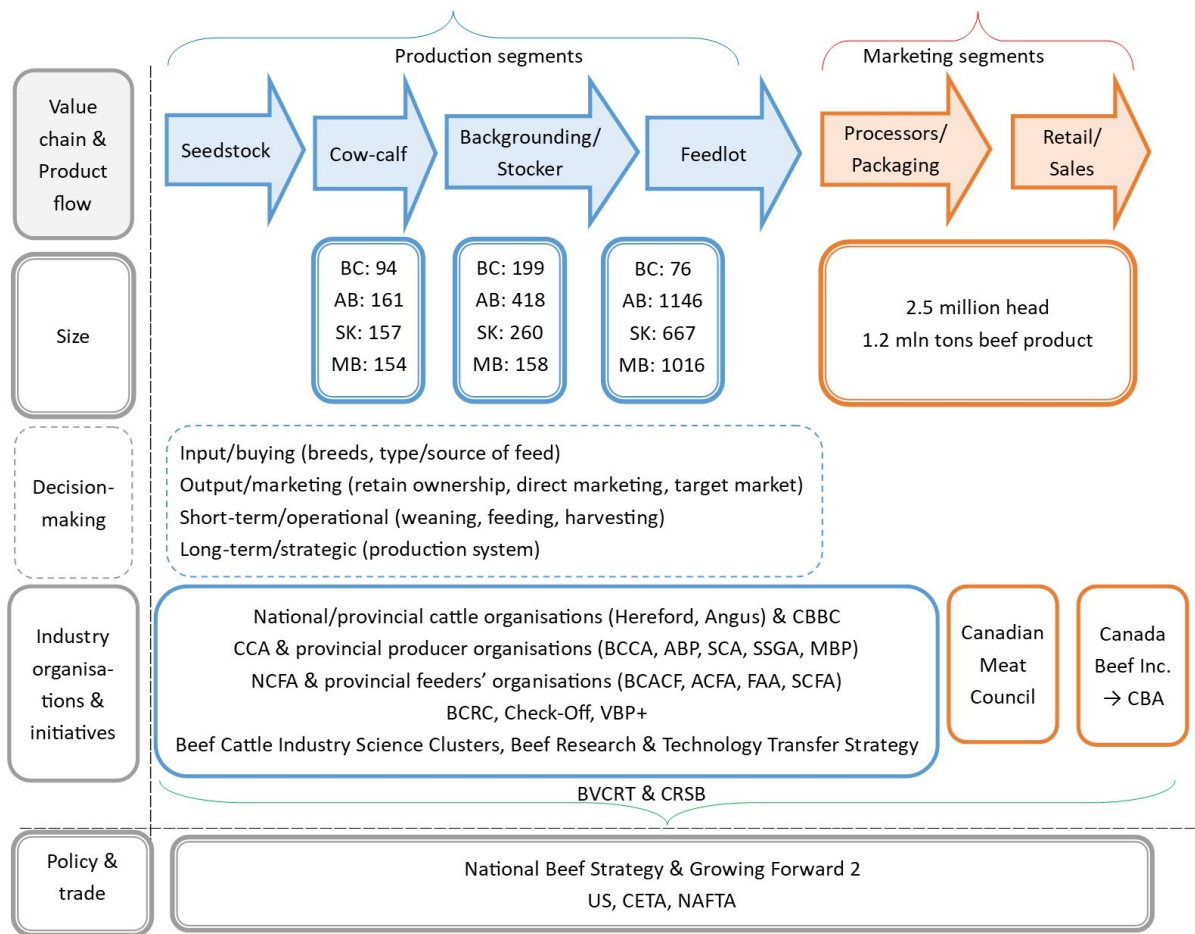 Production segments
Marketing segments
Value
chain &
Product
flow
Seedstock
Cow-calf
Backgrounding/
Stocker
Feedlot
Processors/
Packaging
Retail/
Sales
Size
BC: 94
AB: 161
SK: 157
MB: 154
BC: 199
AB: 418
SK: 260
MB: 158
BC: 76
AB: 1146
SK: 667
MB: 1016
2.5 million head
1.2 mln tons beef product
Decision-
making
Input/buying (breeds, type/source of feed)
Output/marketing (retain ownership, direct marketing, target market)
Short-term/operational (weaning, feeding, harvesting)
Long-term/strategic (production system)
Industry
organisa-
tions &
initiatives
National/provincial cattle organisations (Hereford, Angus) & CBBC
CCA & provincial producer organisations (BCCA, ABP, SCA, SSGA, MBP)
NCFA & provincial feeders’ organisations (BCACF, ACFA, FAA, SCFA)
BCRC, Check-Off, VBP+
Beef Cattle Industry Science Clusters, Beef Research & Technology Transfer Strategy
Canadian
Meat
Council
Canada
Beef Inc.
→ CBA
BVCRT & CRSB
Policy &
trade
National Beef Strategy & Growing Forward 2
US, CETA, NAFTA